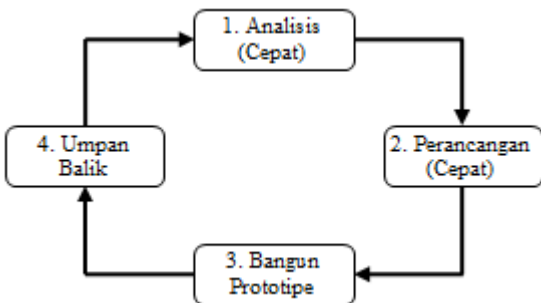 1. Analisis
(Cepat)
2. Perancangan
(Cepat)
3. Bangun
Prototipe
4. Umpan
Balik